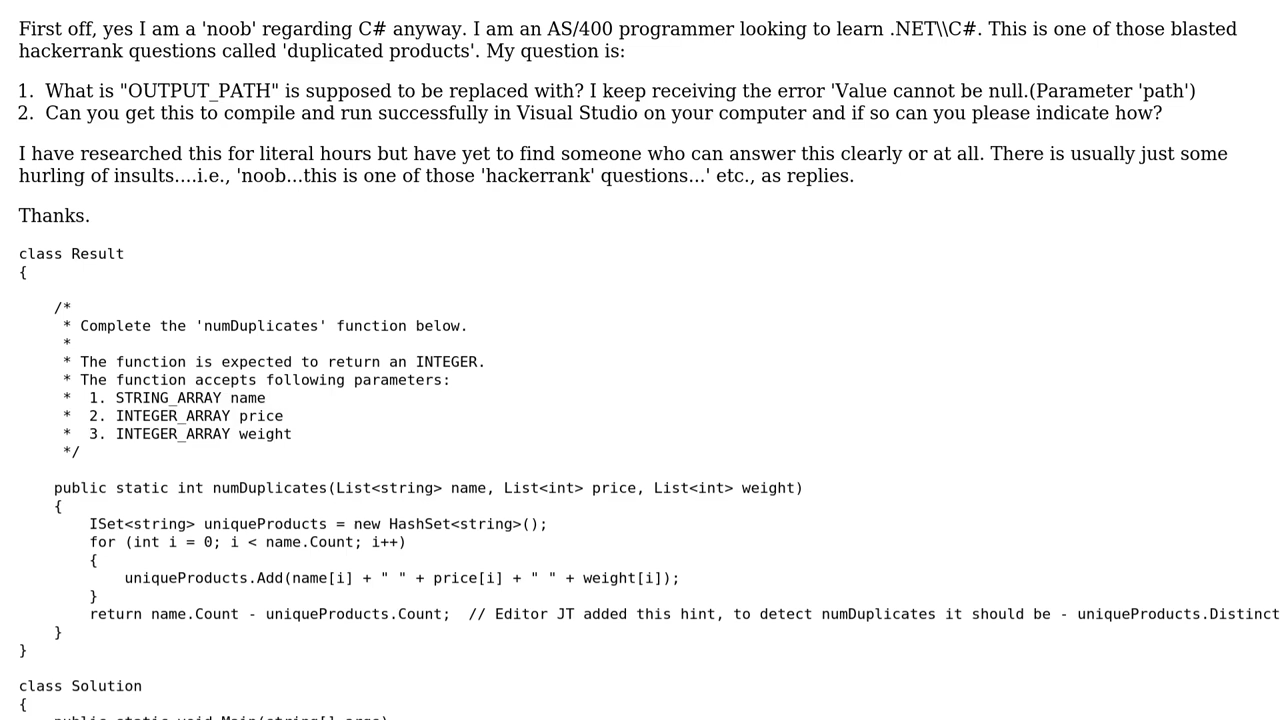 First off, yes I am a 'noob' regarding C# anyway. I am an AS/400 programmer looking to learn .NET\\C#. This is one of those blasted
hackerrank questions called 'duplicated products'. My question is:
1. What is "OUTPUT_PATH" is supposed to be replaced with? I keep receiving the error 'Value cannot be null.(Parameter 'path')
2. Can you get this to compile and run successfully in Visual Studio on your computer and if so can you please indicate how?
I have researched this for literal hours but have yet to find someone who can answer this clearly or at all. There is usually just some
hurling of insults....i.e., 'noob...this is one of those 'hackerrank' questions...' etc., as replies.
Thanks.
class Result
{
/*
* Complete the 'numDuplicates' function below.
*
* The function is expected to return an INTEGER.
* The function accepts following parameters:
*  1. STRING_ARRAY name
*  2. INTEGER_ARRAY price
*  3. INTEGER_ARRAY weight
*/
public static int numDuplicates(List<string> name, List<int> price, List<int> weight)
{
ISet<string> uniqueProducts = new HashSet<string>();
for (int i = 0; i < name.Count; i++)
{
uniqueProducts.Add(name[i] + " " + price[i] + " " + weight[i]);
}
return name.Count - uniqueProducts.Count;  // Editor JT added this hint, to detect numDuplicates it should be - uniqueProducts.Distinct
}
}
class Solution
{
public static void Main(string[] args)